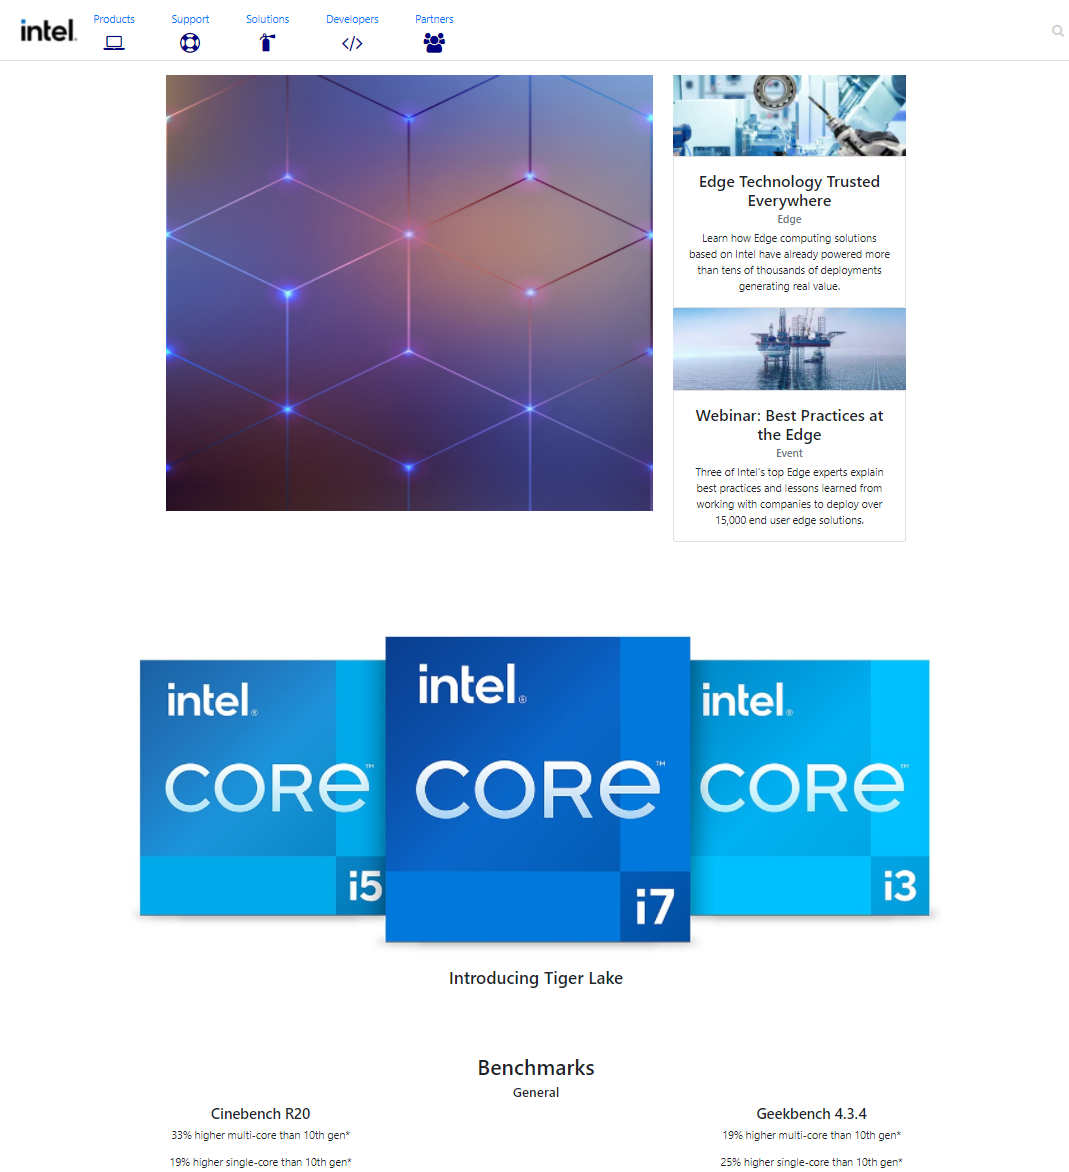 intel.
Products
Support
Solutions
Developers
Partners
Edge Technology Trusted
Everywhere
Edge
Learn how Edge computing solutions
based on Intel have already powered more
than tens of thousands of deployments
generating real value.
Webinar: Best Practices at
the Edge
Event
Three of Intel's top Edge experts explain
best practices and lessons learned from
working with companies to deploy over
15,000 end user edge solutions.
intel®
CORE™
i5
intel®
CORE™
i7
intel®
CORE™
i3
Introducing Tiger Lake
Benchmarks
General
Cinebench R20
33% higher multi-core than 10th gen*
19% higher single-core than 10th gen*
Geekbench 4.3.4
19% higher multi-core than 10th gen*
25% higher single-core than 10th gen*